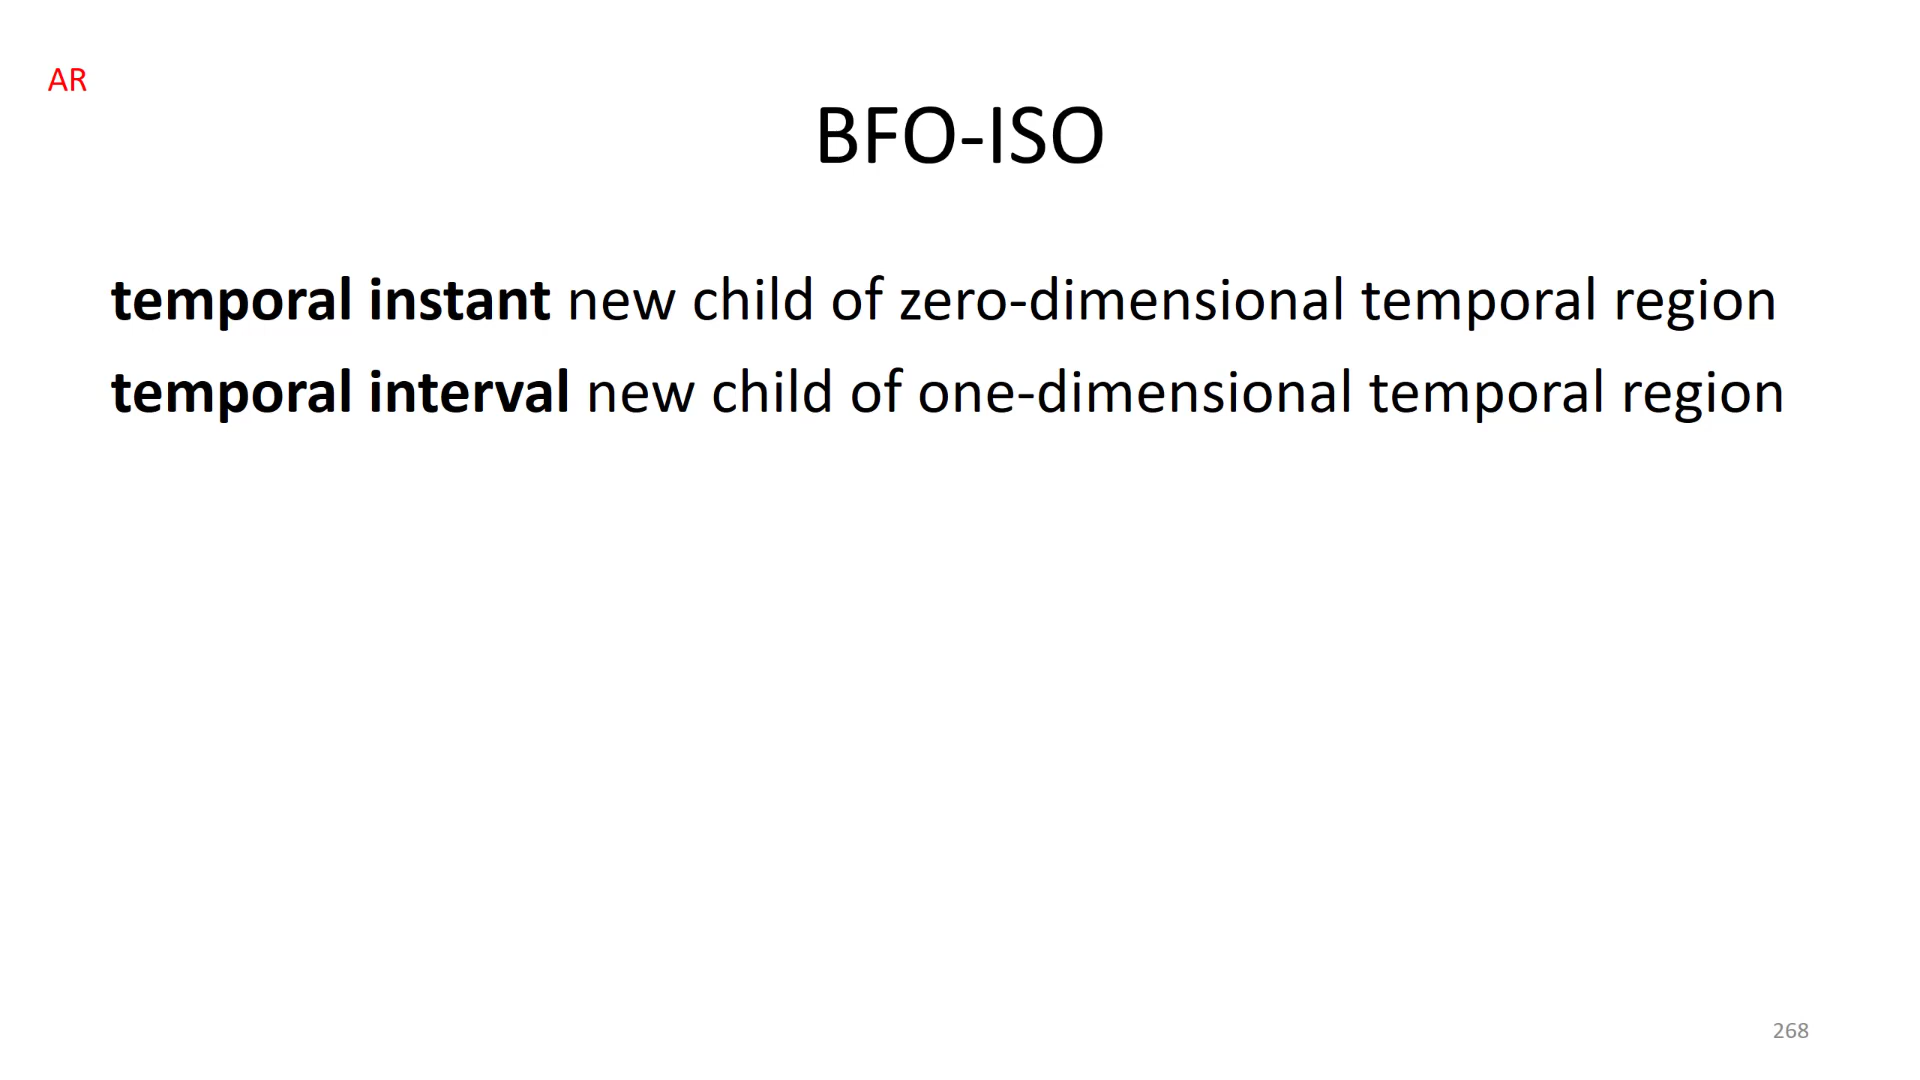 AR
BFO-ISO
temporal instant new child of zero-dimensional temporal region
temporal interval new child of one-dimensional temporal region
268